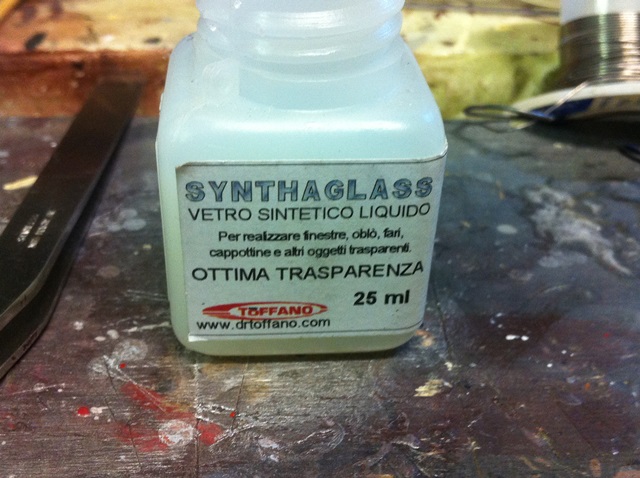 SYNTHAGLASS
VETRO SINTETICO LIQUIDO
Per realizzare finestre, oblò, fari,
cappottine e altri oggetti trasparenti.
OTTIMA TRASPARENZA
25 ml
TOFFANO
www.drtoffano.com